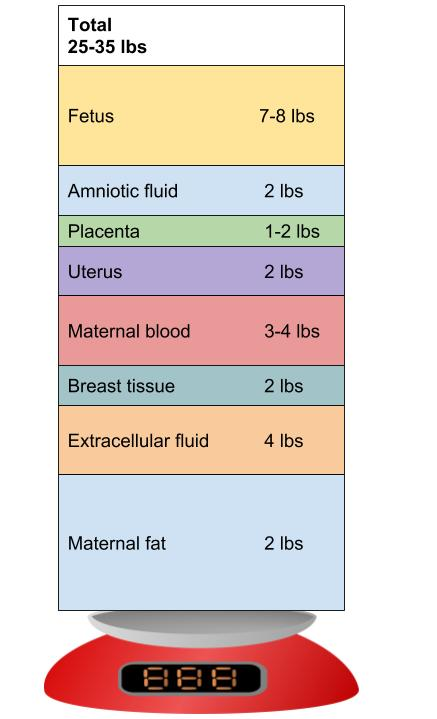 Total
25-35 lbs
Fetus 7-8 lbs
Amniotic fluid 2 lbs
Placenta 1-2 lbs
Uterus 2 lbs
Maternal blood 3-4 lbs
Breast tissue 2 lbs
Extracellular fluid 4 lbs
Maternal fat 2 lbs
888